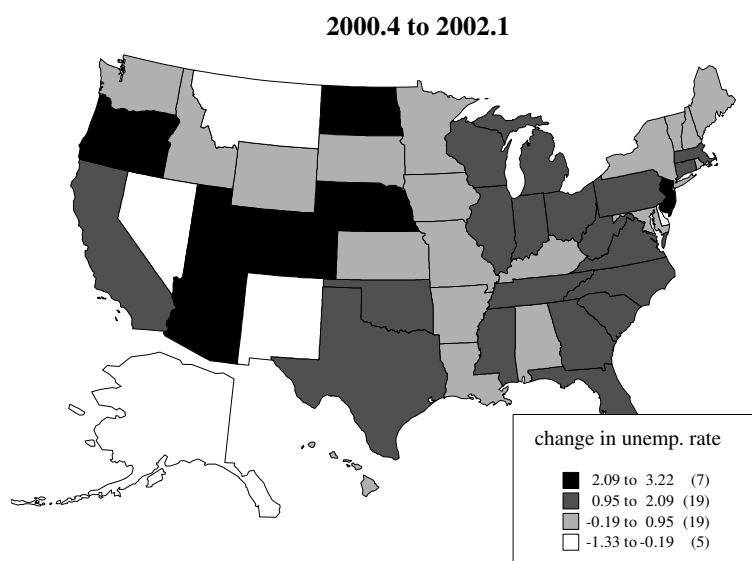 2000.4 to 2002.1
change in unemp. rate
2.09 to 3.22 (7)
0.95 to 2.09 (19)
-0.19 to 0.95 (19)
-1.33 to -0.19 (5)